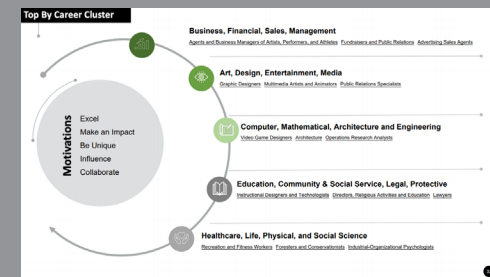 Top By Career Cluster
Business, Financial, Sales, Management
Agents and Business Managers of Artists, Performers, and Athletes Fundraisers and Public Relations Advertising Sales Agents
Art, Design, Entertainment, Media
Graphic Designers Multimedia Artists and Animators Public Relations Specialists
Motivations
Excel
Make an Impact
Be Unique
Influence
Collaborate
Computer, Mathematical, Architecture and Engineering
Video Game Designers Architecture Operations Research Analysts
Education, Community & Social Service, Legal, Protective
Instructional Designers and Technologists Directors, Religious Activities and Education Lawyers
Healthcare, Life, Physical, and Social Science
Recreation and Fitness Workers Foresters and Conservationists Industrial-Organizational Psychologists